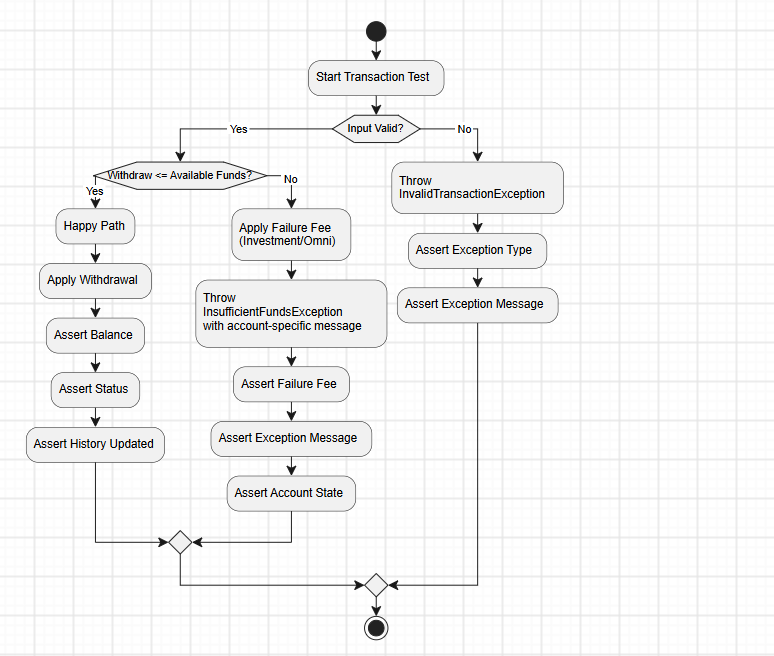 Start Transaction Test
Input Valid?
Yes
No
Withdraw <= Available Funds?
Yes
No
Throw
InvalidTransactionException
Happy Path
Apply Failure Fee
(Investment/Omni)
Assert Exception Type
Apply Withdrawal
Throw
InsufficientFundsException
with account-specific message
Assert Exception Message
Assert Balance
Assert Status
Assert Failure Fee
Assert History Updated
Assert Exception Message
Assert Account State